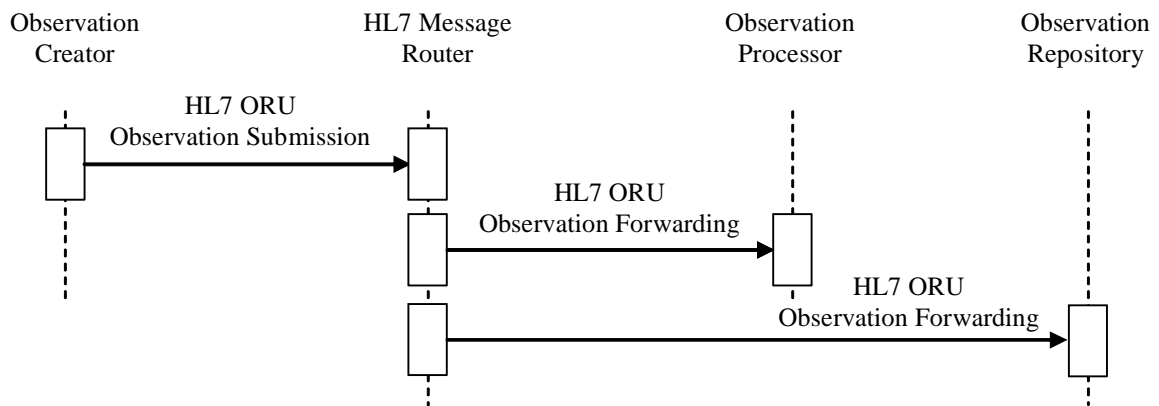 Observation
Creator
HL7 Message
Router
Observation
Processor
Observation
Repository
HL7 ORU
Observation Submission
HL7 ORU
Observation Forwarding
HL7 ORU
Observation Forwarding